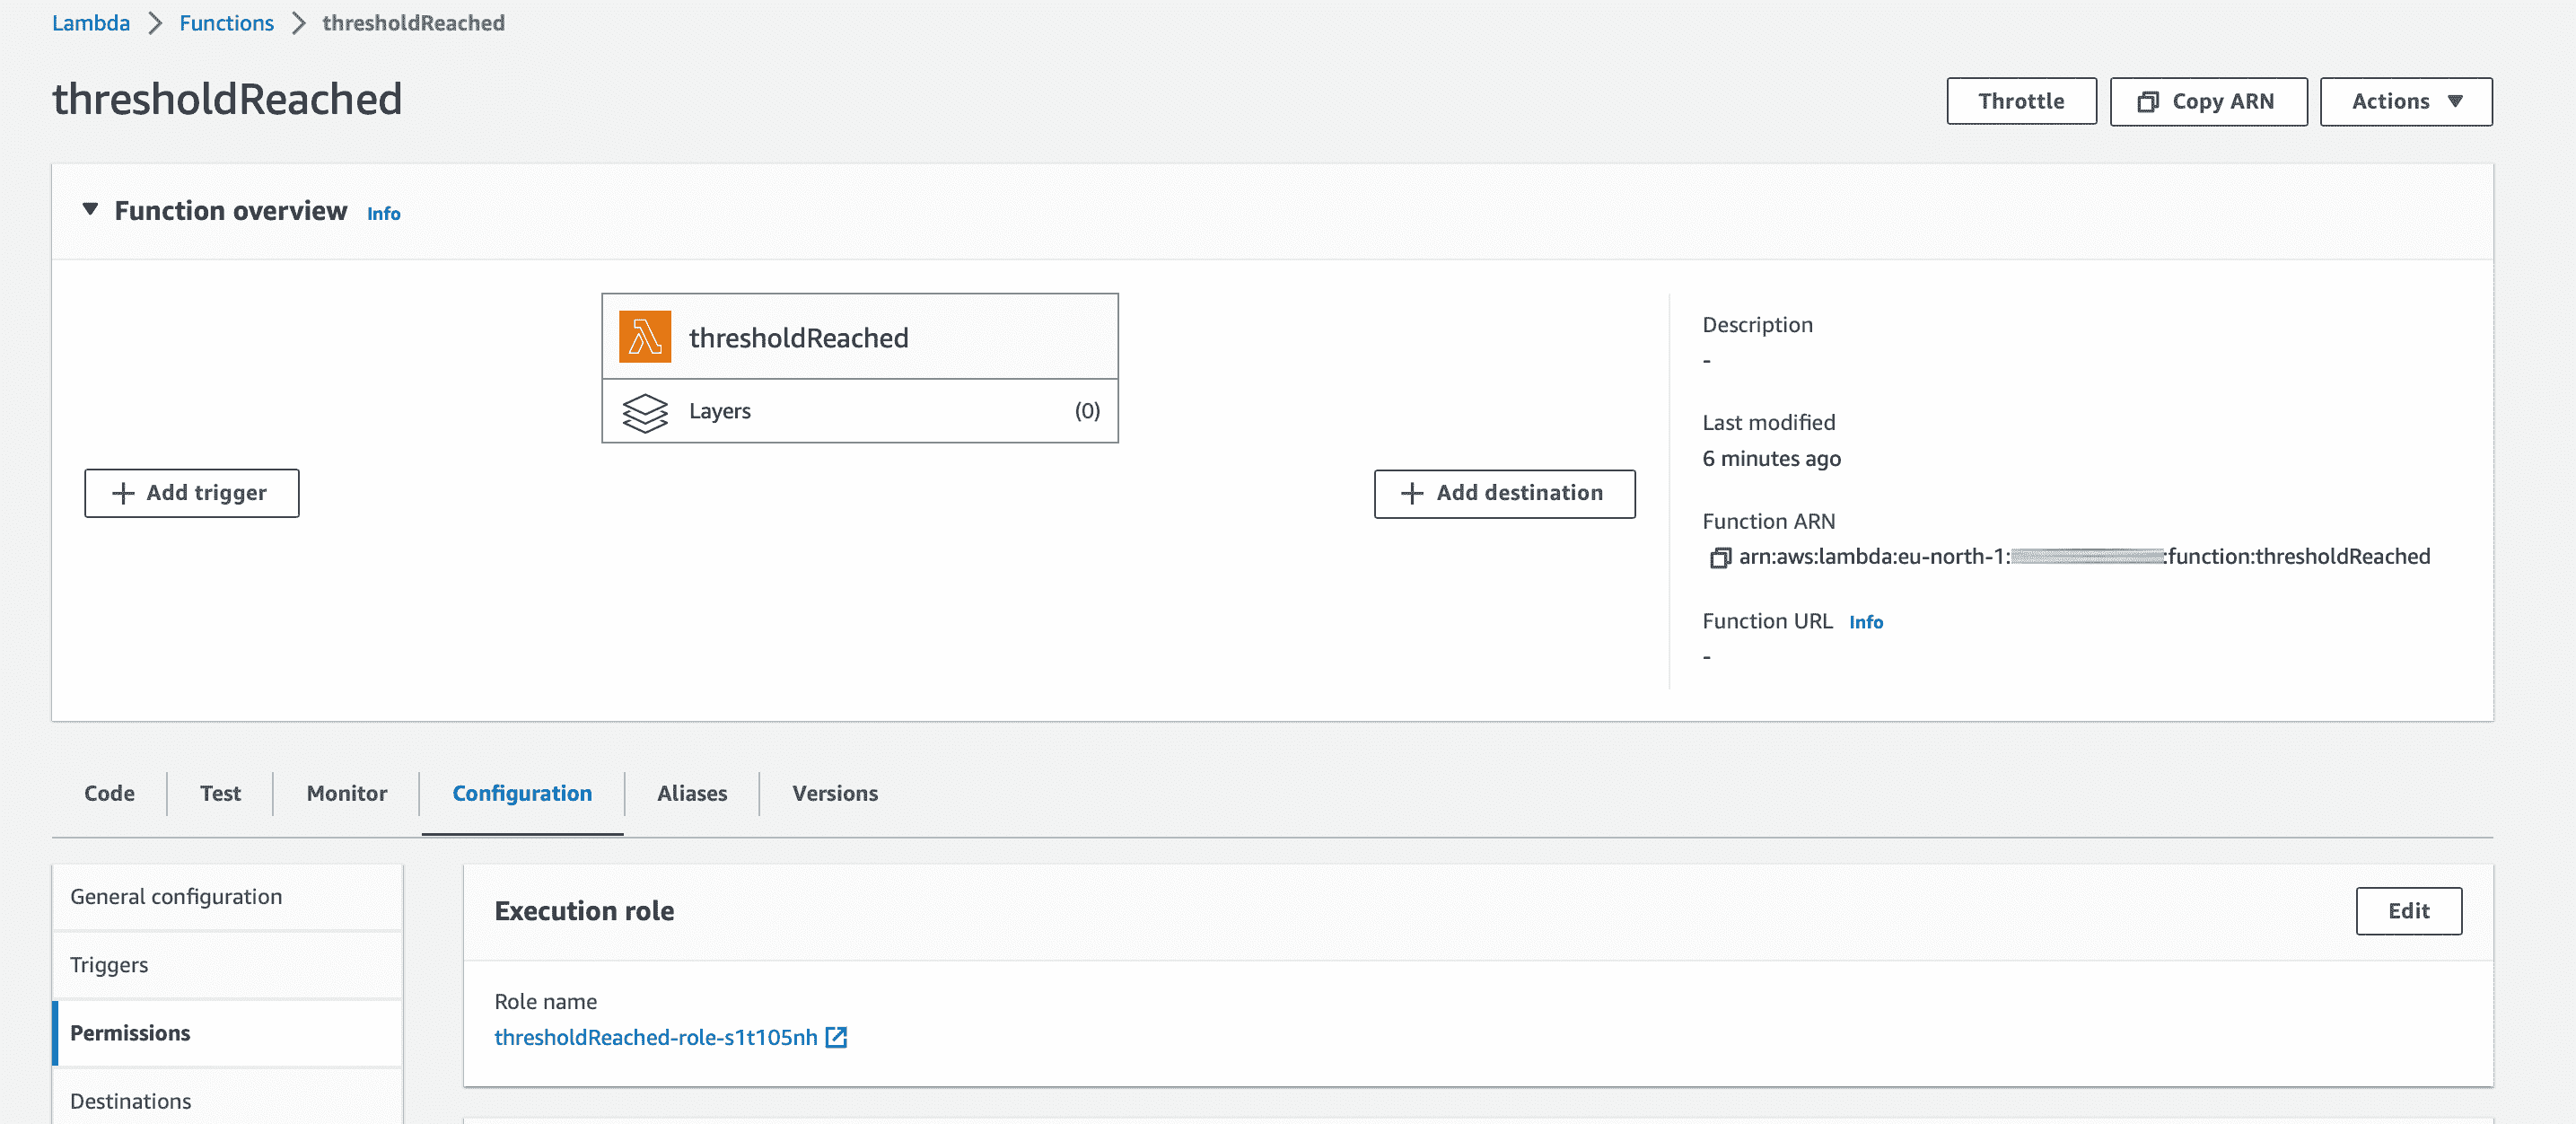 Lambda > Functions > thresholdReached
thresholdReached
Throttle
Copy ARN
Actions
Function overview Info
thresholdReached
Layers (0)
Add trigger
Add destination
Description
-
Last modified
6 minutes ago
Function ARN
arn:aws:lambda:eu-north-1: :function:thresholdReached
Function URL Info
-
Code
Test
Monitor
Configuration
Aliases
Versions
General configuration
Triggers
Permissions
Destinations
Execution role
Edit
Role name
thresholdReached-role-s1t105nh